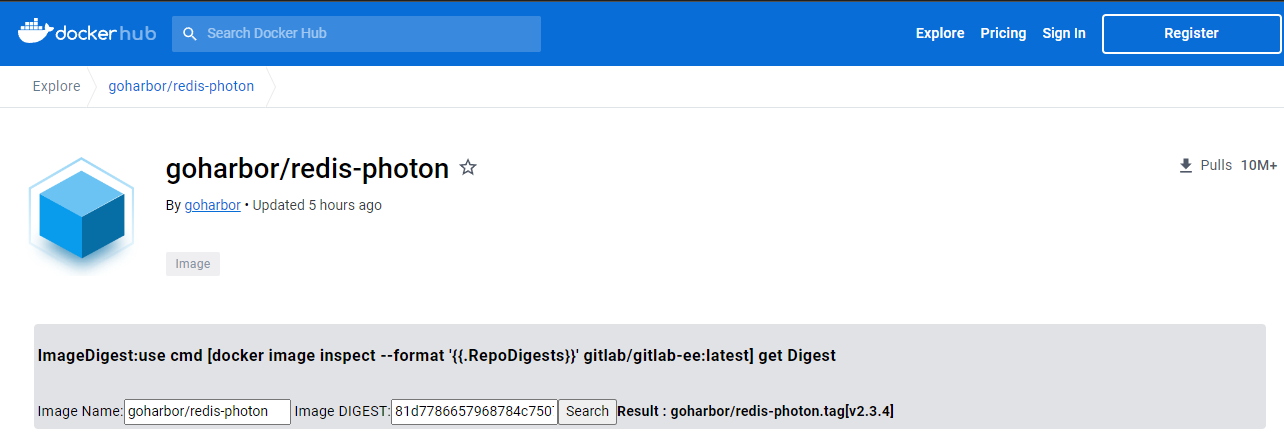 docker hub Search Docker Hub Explore Pricing Sign In Register
Explore goharbor/redis-photon
goharbor/redis-photon Pulls 10M+
By goharbor • Updated 5 hours ago
Image
ImageDigest:use cmd [docker image inspect --format '{{.RepoDigests}}' gitlab/gitlab-ee:latest] get Digest
Image Name: goharbor/redis-photon Image DIGEST: 81d7786657968784c750 Search Result : goharbor/redis-photon.tag[v2.3.4]